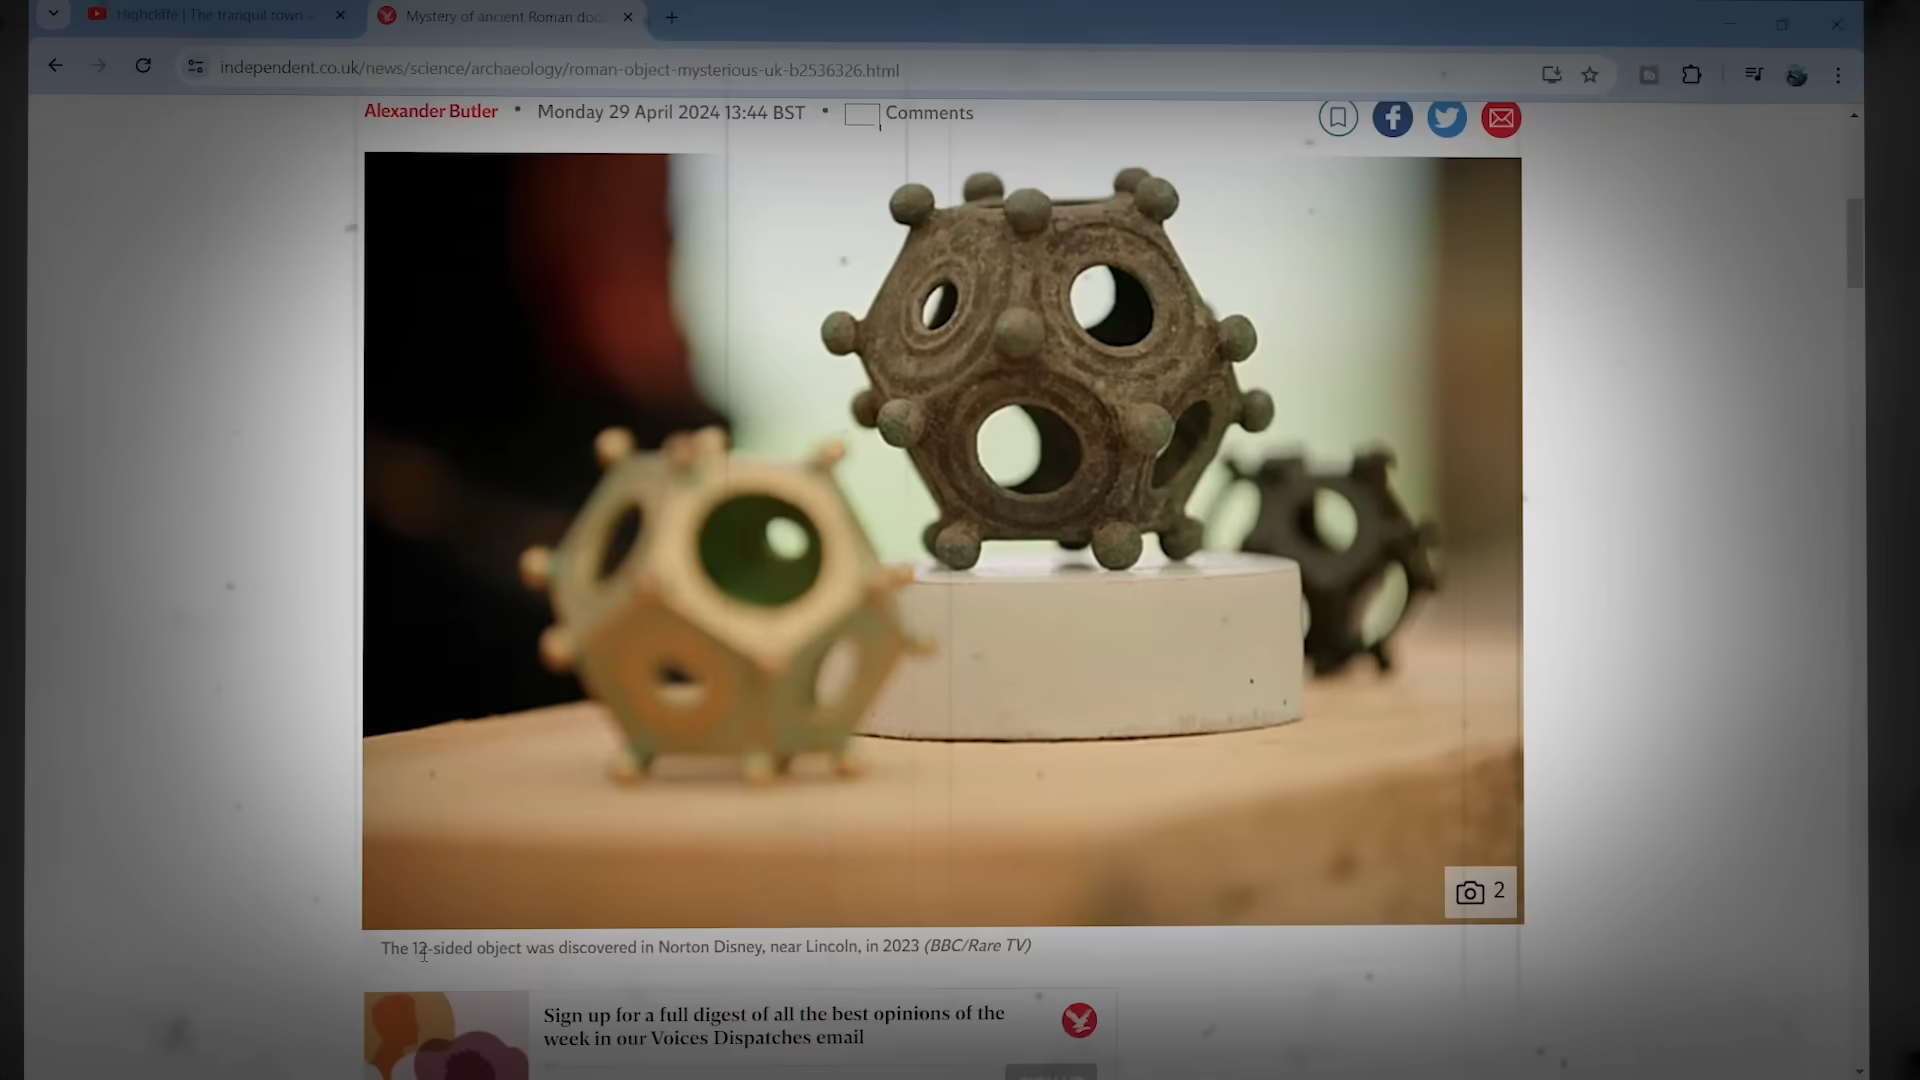 Highcliffe | The tranquil town
Mystery of ancient Roman doc
independent.co.uk/news/science/archaeology/roman-object-mysterious-uk-b2536326.html
Alexander Butler • Monday 29 April 2024 13:44 BST • Comments
2
The 12-sided object was discovered in Norton Disney, near Lincoln, in 2023 (BBC/Rare TV)
Sign up for a full digest of all the best opinions of the
week in our Voices Dispatches email